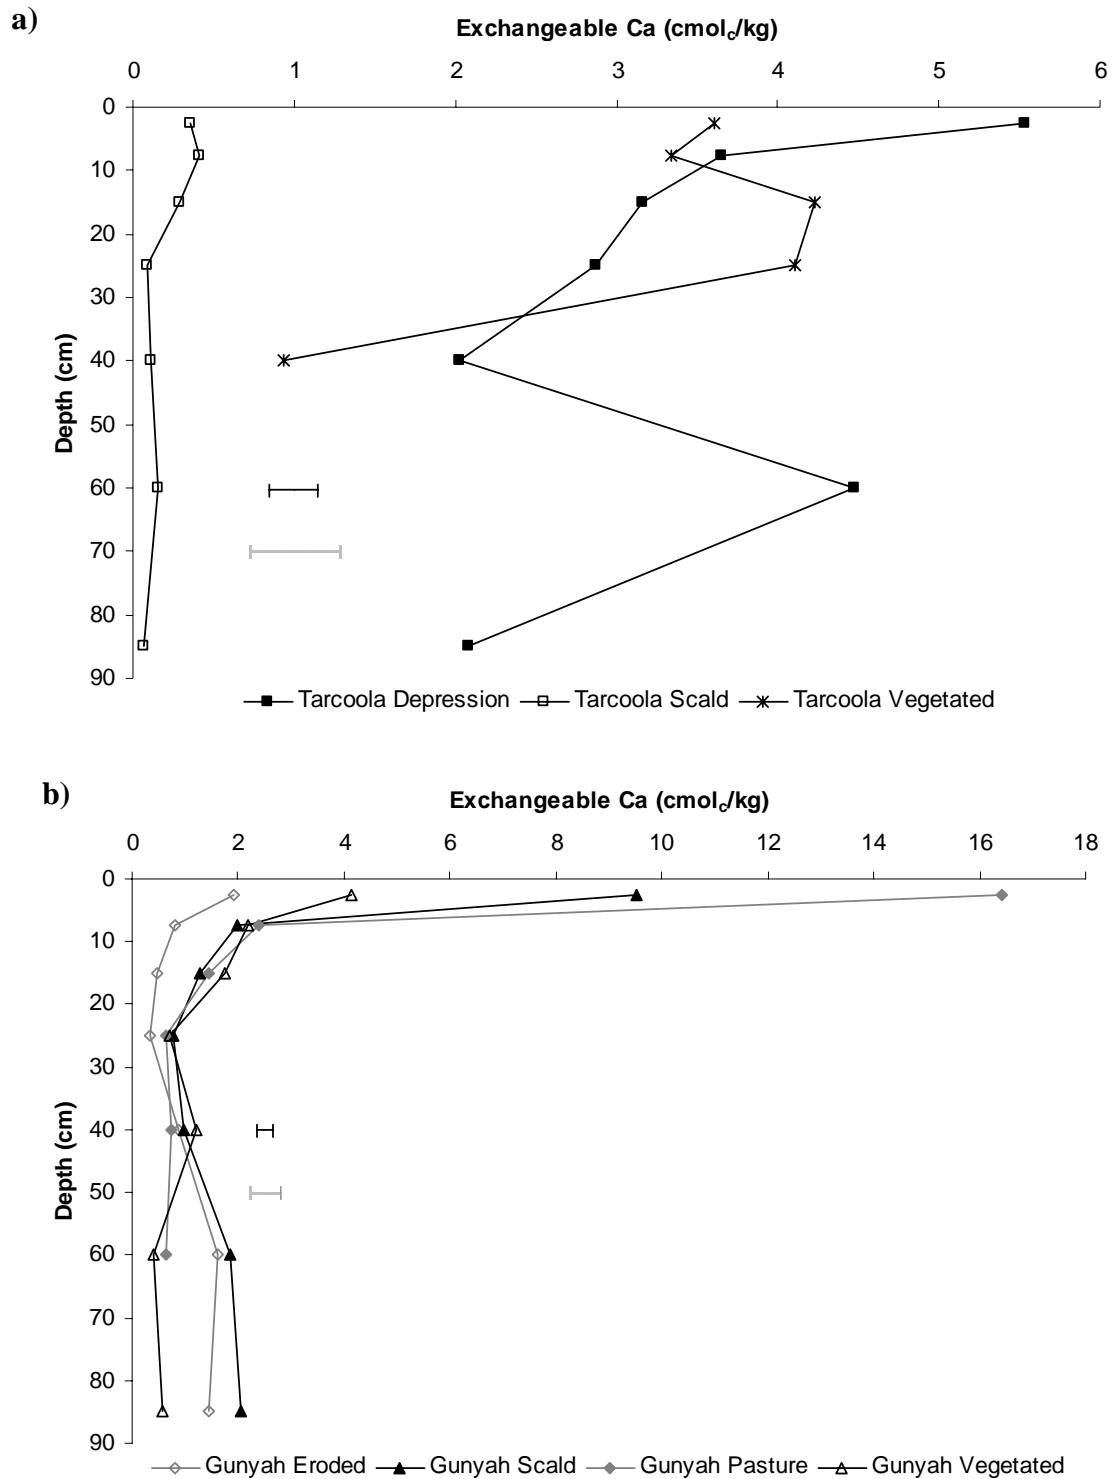 a)
Exchangeable Ca (cmolc/kg)
0 1 2 3 4 5 6
0
10
20
30
40
50
60
70
80
90
Depth (cm)
Tarcoola Depression Tarcoola Scald Tarcoola Vegetated
b)
Exchangeable Ca (cmolc/kg)
0 2 4 6 8 10 12 14 16 18
0
10
20
30
40
50
60
70
80
90
Depth (cm)
Gunyah Eroded Gunyah Scald Gunyah Pasture Gunyah Vegetated